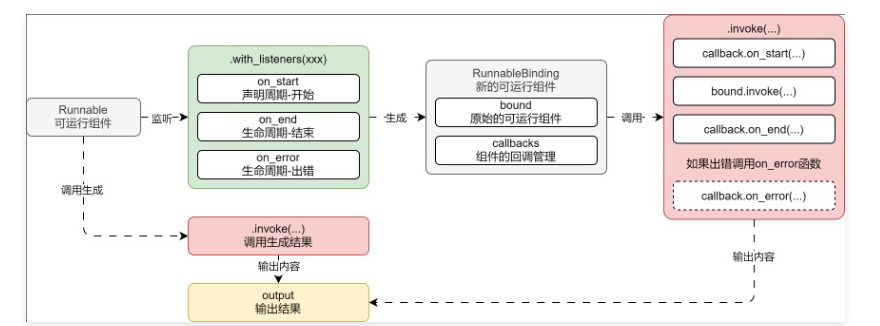 Runnable
可运行组件
监听
.with_listeners(xxx)
on_start
声明周期-开始
on_end
生命周期-结束
on_error
生命周期-出错
生成
RunnableBinding
新的可运行组件
bound
原始的可运行组件
callbacks
组件的回调管理
调用
.invoke(...)
callback.on_start(...)
bound.invoke(...)
callback.on_end(...)
如果出错调用on_error函数
callback.on_error(...)
调用生成
.invoke(...)
调用生成结果
输出内容
output
输出结果
输出内容